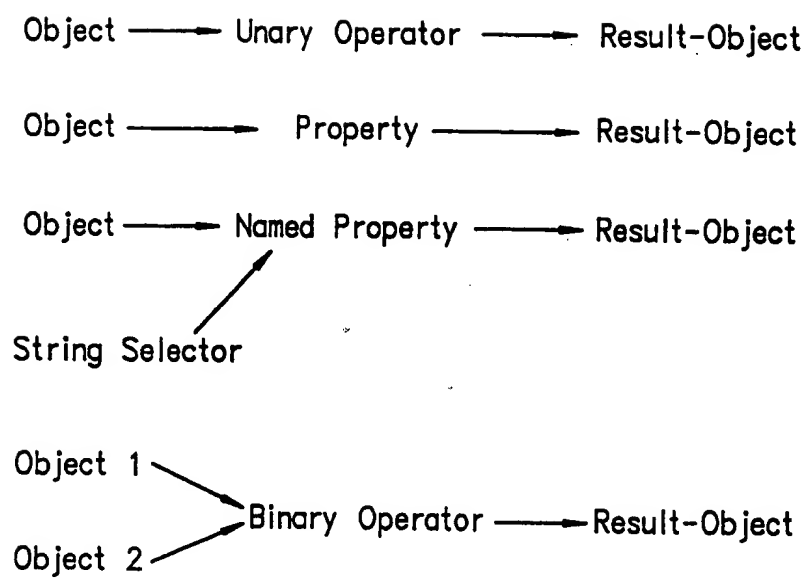 Object Unary Operator Result-Object
Object Property Result-Object
Object Named Property Result-Object
String Selector
Object 1
Binary Operator Result-Object
Object 2